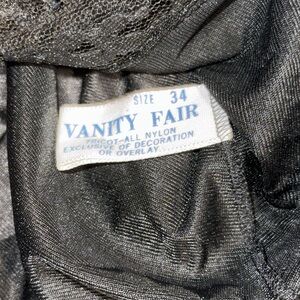 SIZE 34
VANITY FAIR
TRICOT-ALL NYLON
EXCLUSIVE OF DECORATION
OR OVERLAY